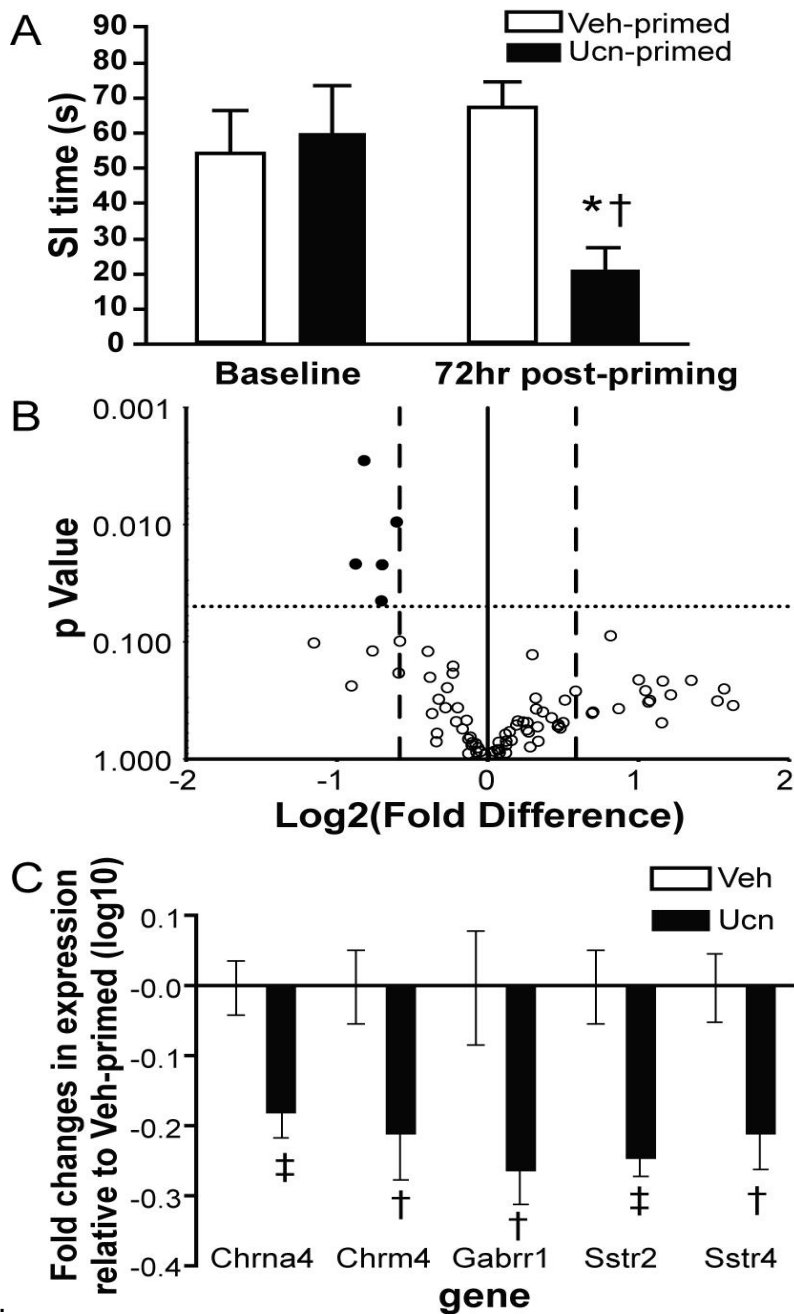 A
Veh-primed
Ucn-primed
SI time (s)
90
80
70
60
50
40
30
20
10
0
*†
Baseline 72hr post-priming
B
p Value
0.001
0.010
0.100
1.000
-2 -1 0 1 2
Log2(Fold Difference)
C
Veh
Ucn
Fold changes in expression
relative to Veh-primed (log10)
0.1
-0.0
-0.1
-0.2
-0.3
-0.4
‡ † † ‡ †
Chrna4 Chrm4 Gabrr1 Sstr2 Sstr4
gene
.